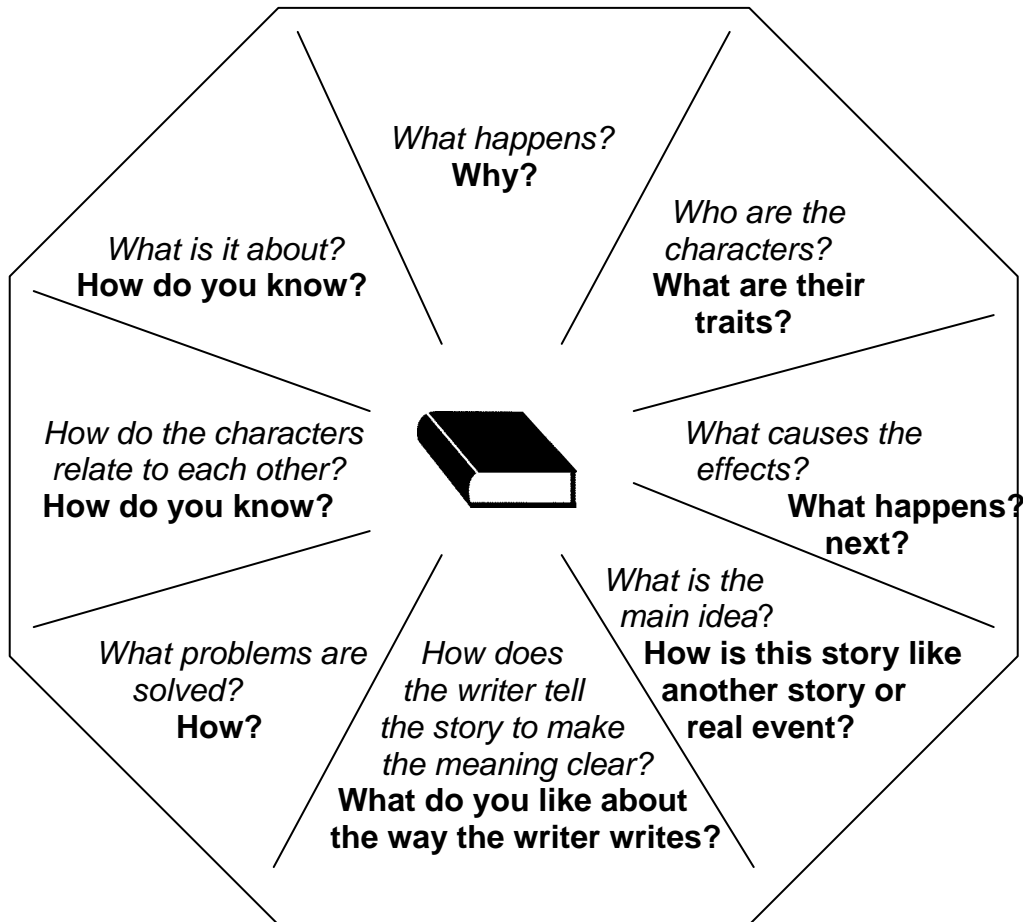 What happens?
Why?
Who are the
characters?
What are their
traits?
What causes the
effects?
What happens?
next?
What is the
main idea?
How is this story like
another story or
real event?
How does
the writer tell
the story to make
the meaning clear?
What do you like about
the way the writer writes?
What problems are
solved?
How?
How do the characters
relate to each other?
How do you know?
What is it about?
How do you know?